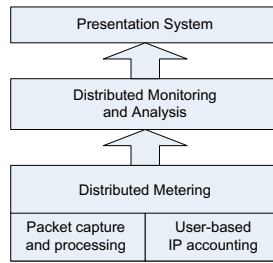 Presentation System
Distributed Monitoring
and Analysis
Distributed Metering
Packet capture
and processing
User-based
IP accounting